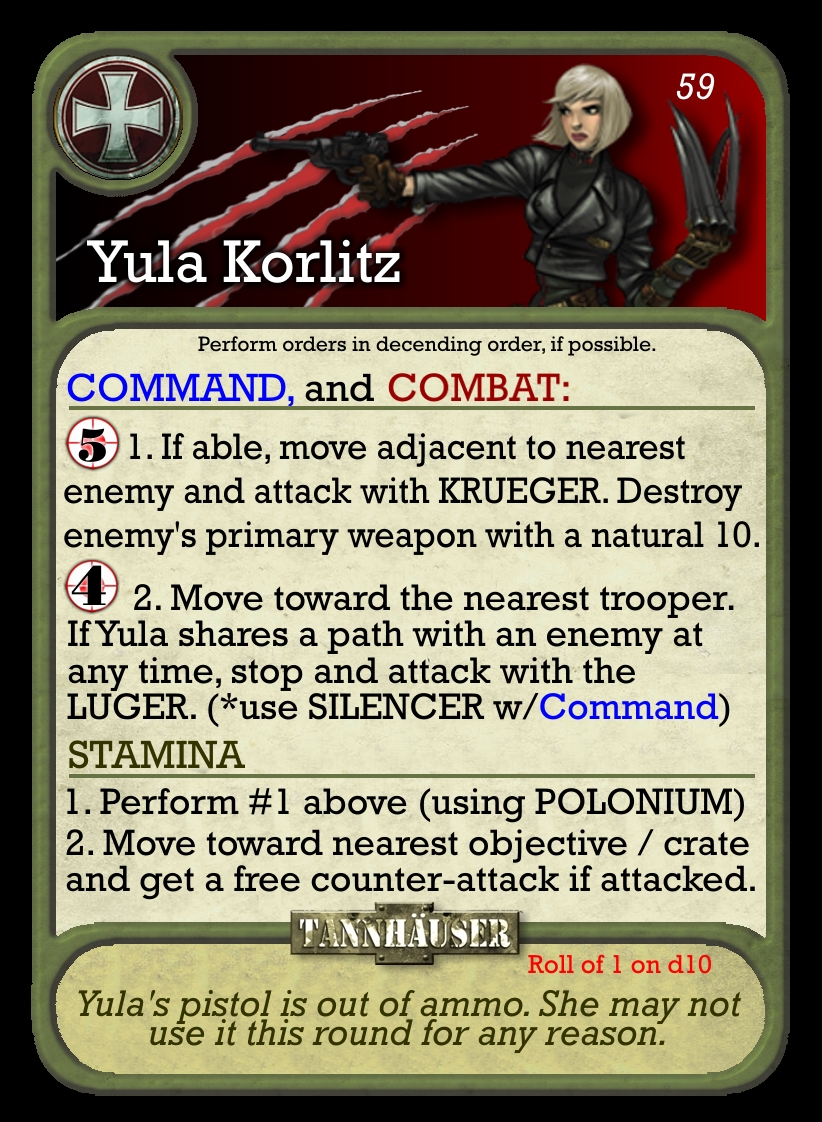 59
Yula Korlitz
Perform orders in decending order, if possible.
COMMAND, and COMBAT:
5 1. If able, move adjacent to nearest
enemy and attack with KRUEGER. Destroy
enemy's primary weapon with a natural 10.
4 2. Move toward the nearest trooper.
If Yula shares a path with an enemy at
any time, stop and attack with the
LUGER. (*use SILENCER w/Command)
STAMINA
1. Perform #1 above (using POLONIUM)
2. Move toward nearest objective / crate
and get a free counter-attack if attacked.
TANNHÄUSER
Roll of 1 on d10
Yula's pistol is out of ammo. She may not
use it this round for any reason.